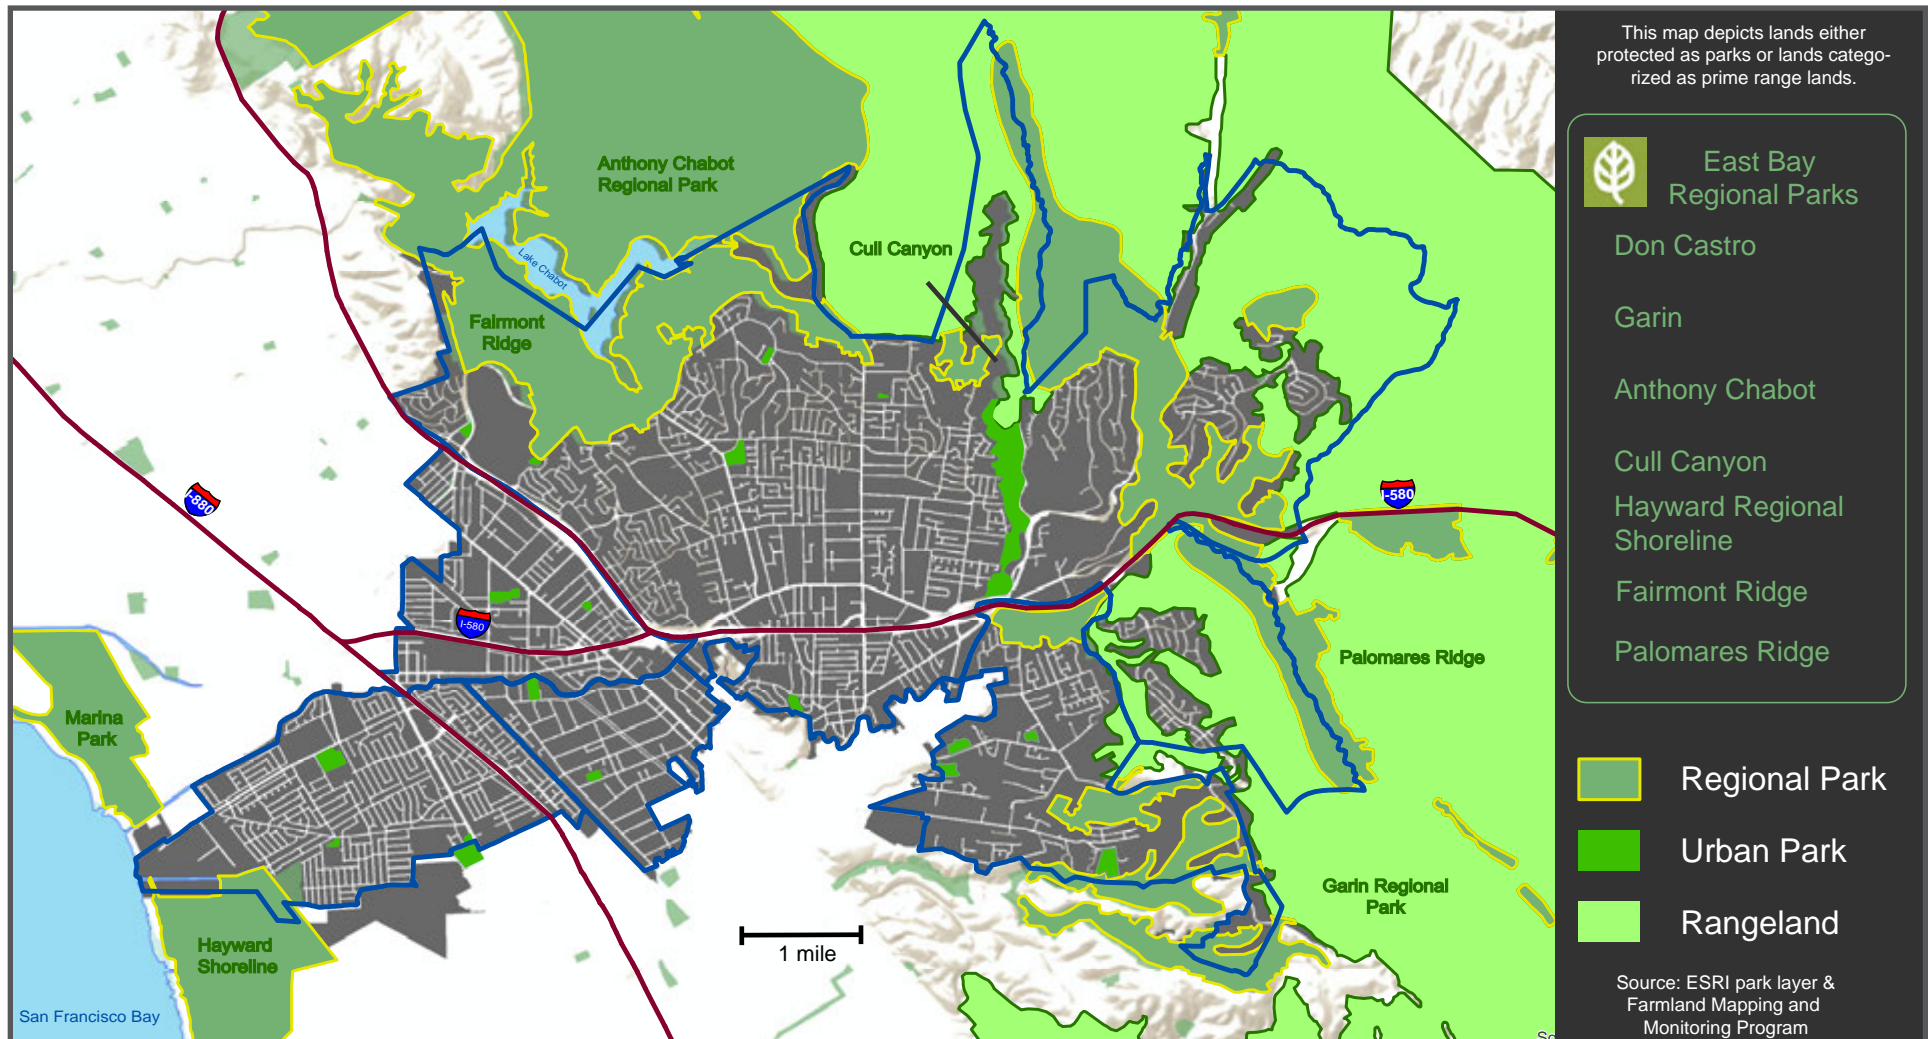 This map depicts lands either
protected as parks or lands catego-
rized as prime range lands.
East Bay
Regional Parks
Don Castro
Garin
Anthony Chabot
Cull Canyon
Hayward Regional
Shoreline
Fairmont Ridge
Palomares Ridge
Regional Park
Urban Park
Rangeland
Source: ESRI park layer &
Farmland Mapping and
Monitoring Program
Anthony Chabot
Regional Park
Cull Canyon
Lake Chabot
Fairmont
Ridge
I-880
I-580
I-580
Palomares Ridge
Marina
Park
Garin Regional
Park
Hayward
Shoreline
1 mile
San Francisco Bay